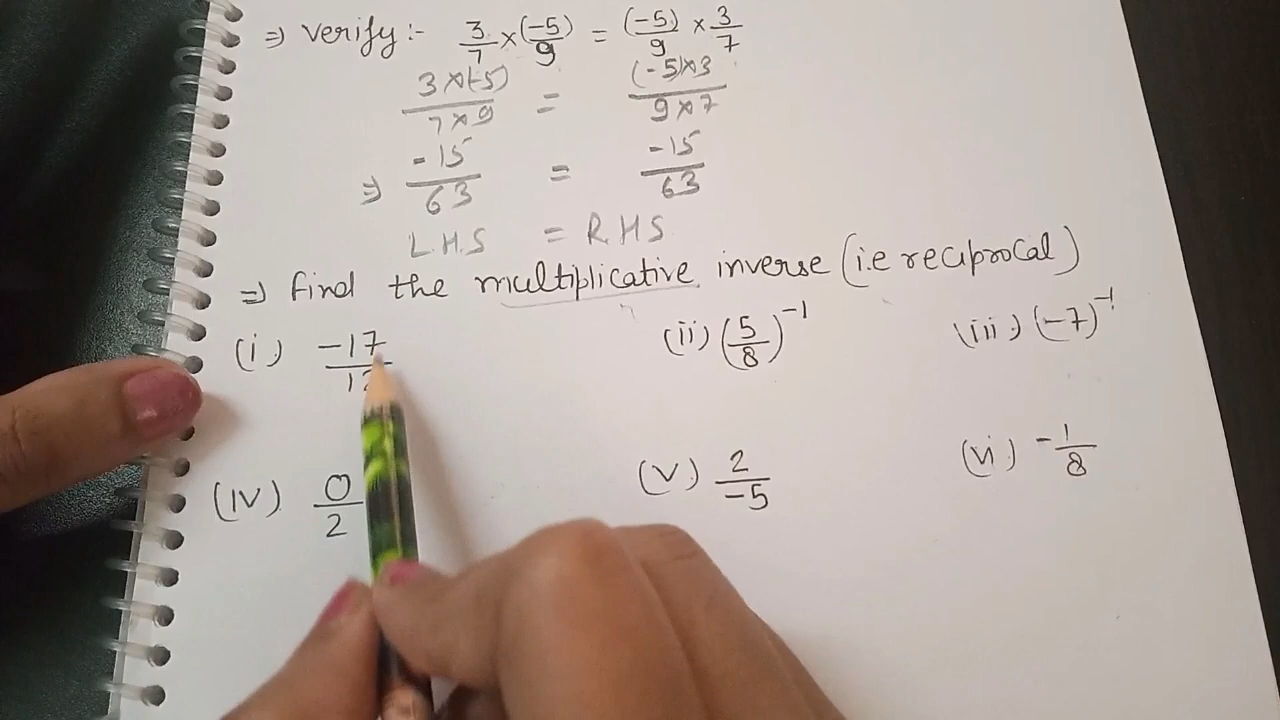 ⇒ Verify:- 3/7 × (-5)/9 = (-5)/9 × 3/7
3×(-5)/7×9 = (-5)×3/9×7
⇒ -15/63 = -15/63
L.H.S = R.H.S
⇒ find the multiplicative inverse (i.e reciprocal)
(i) -17/12 (ii) (5/8)^-1 (iii) (-7)^-1
(iv) 0/2 (v) 2/-5 (vi) -1/8